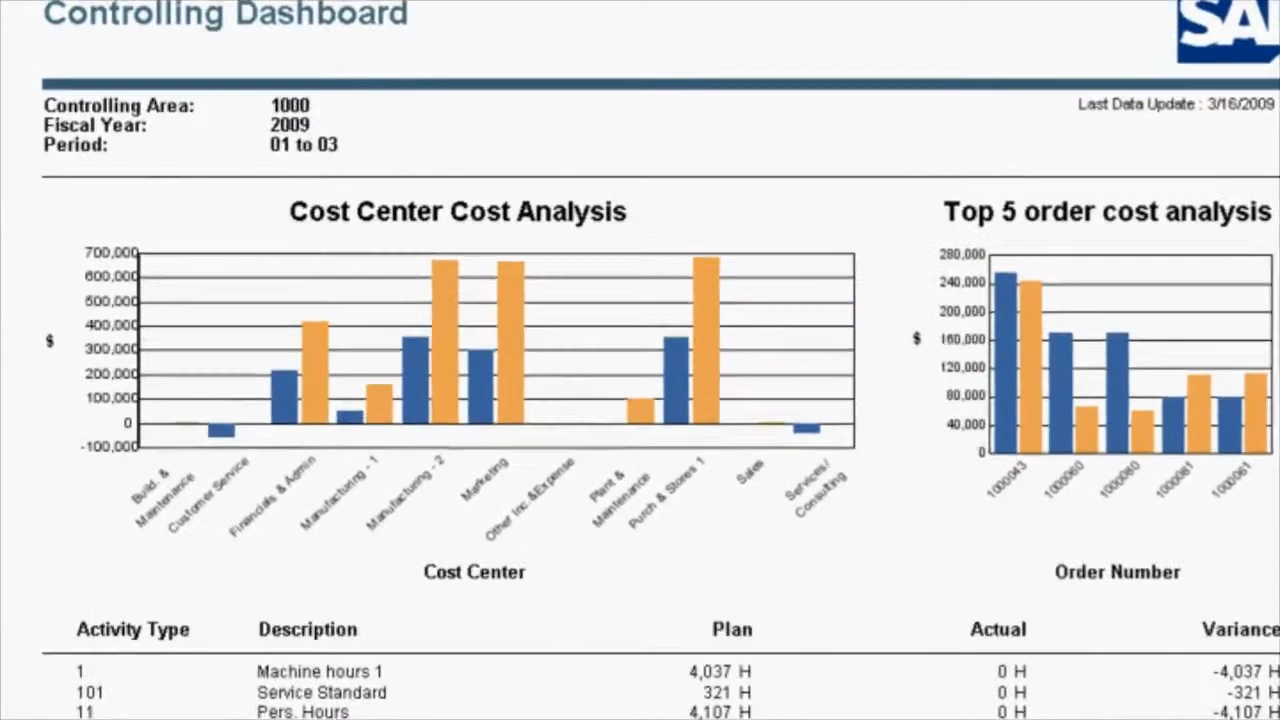 Controlling Dashboard
SA
Controlling Area: 1000
Fiscal Year: 2009
Period: 01 to 03
Last Data Update : 3/16/2009
Cost Center Cost Analysis
700,000
600,000
500,000
400,000
300,000
200,000
100,000
0
-100,000
$
Build. &
Maintenance
Customer Service
Financials & Admin
Manufacturing - 1
Manufacturing - 2
Marketing
Other Inc.&Expense
Plant &
Maintenance
Purch & Stores 1
Sales
Services/
Consulting
Cost Center
Top 5 order cost analysis
280,000
240,000
200,000
160,000
120,000
80,000
40,000
0
$
1000043
1000060
1000060
1000061
1000061
Order Number
Activity Type Description Plan Actual Variance
1 Machine hours 1 4,037 H 0 H -4,037 H
101 Service Standard 321 H 0 H -321 H
11 Pers. Hours 4,107 H 0 H -4,107 H